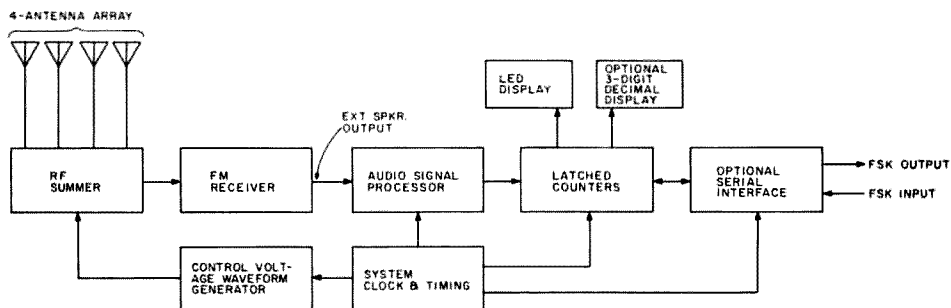 4-ANTENNA ARRAY
LED
DISPLAY
OPTIONAL
3-DIGIT
DECIMAL
DISPLAY
EXT SPKR.
OUTPUT
RF
SUMMER
FM
RECEIVER
AUDIO SIGNAL
PROCESSOR
LATCHED
COUNTERS
OPTIONAL
SERIAL
INTERFACE
FSK OUTPUT
FSK INPUT
CONTROL VOLT-
AGE WAVEFORM
GENERATOR
SYSTEM
CLOCK & TIMING